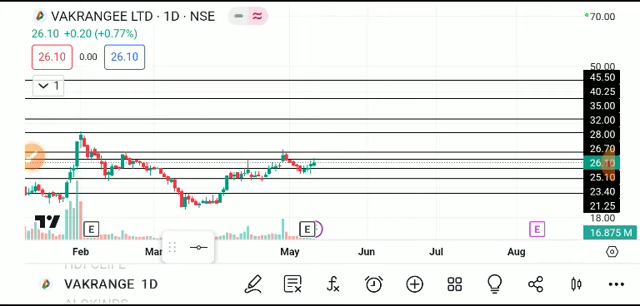 VAKRANGEE LTD · 1D · NSE
26.10 +0.20 (+0.77%)
26.10 0.00 26.10
1
70.00
50.00
45.50
40.25
35.00
32.00
28.00
26.70
26.10
25.10
23.40
21.25
18.00
16.875 M
E E E
Feb Mar May Jun Jul Aug
VAKRANGE 1D